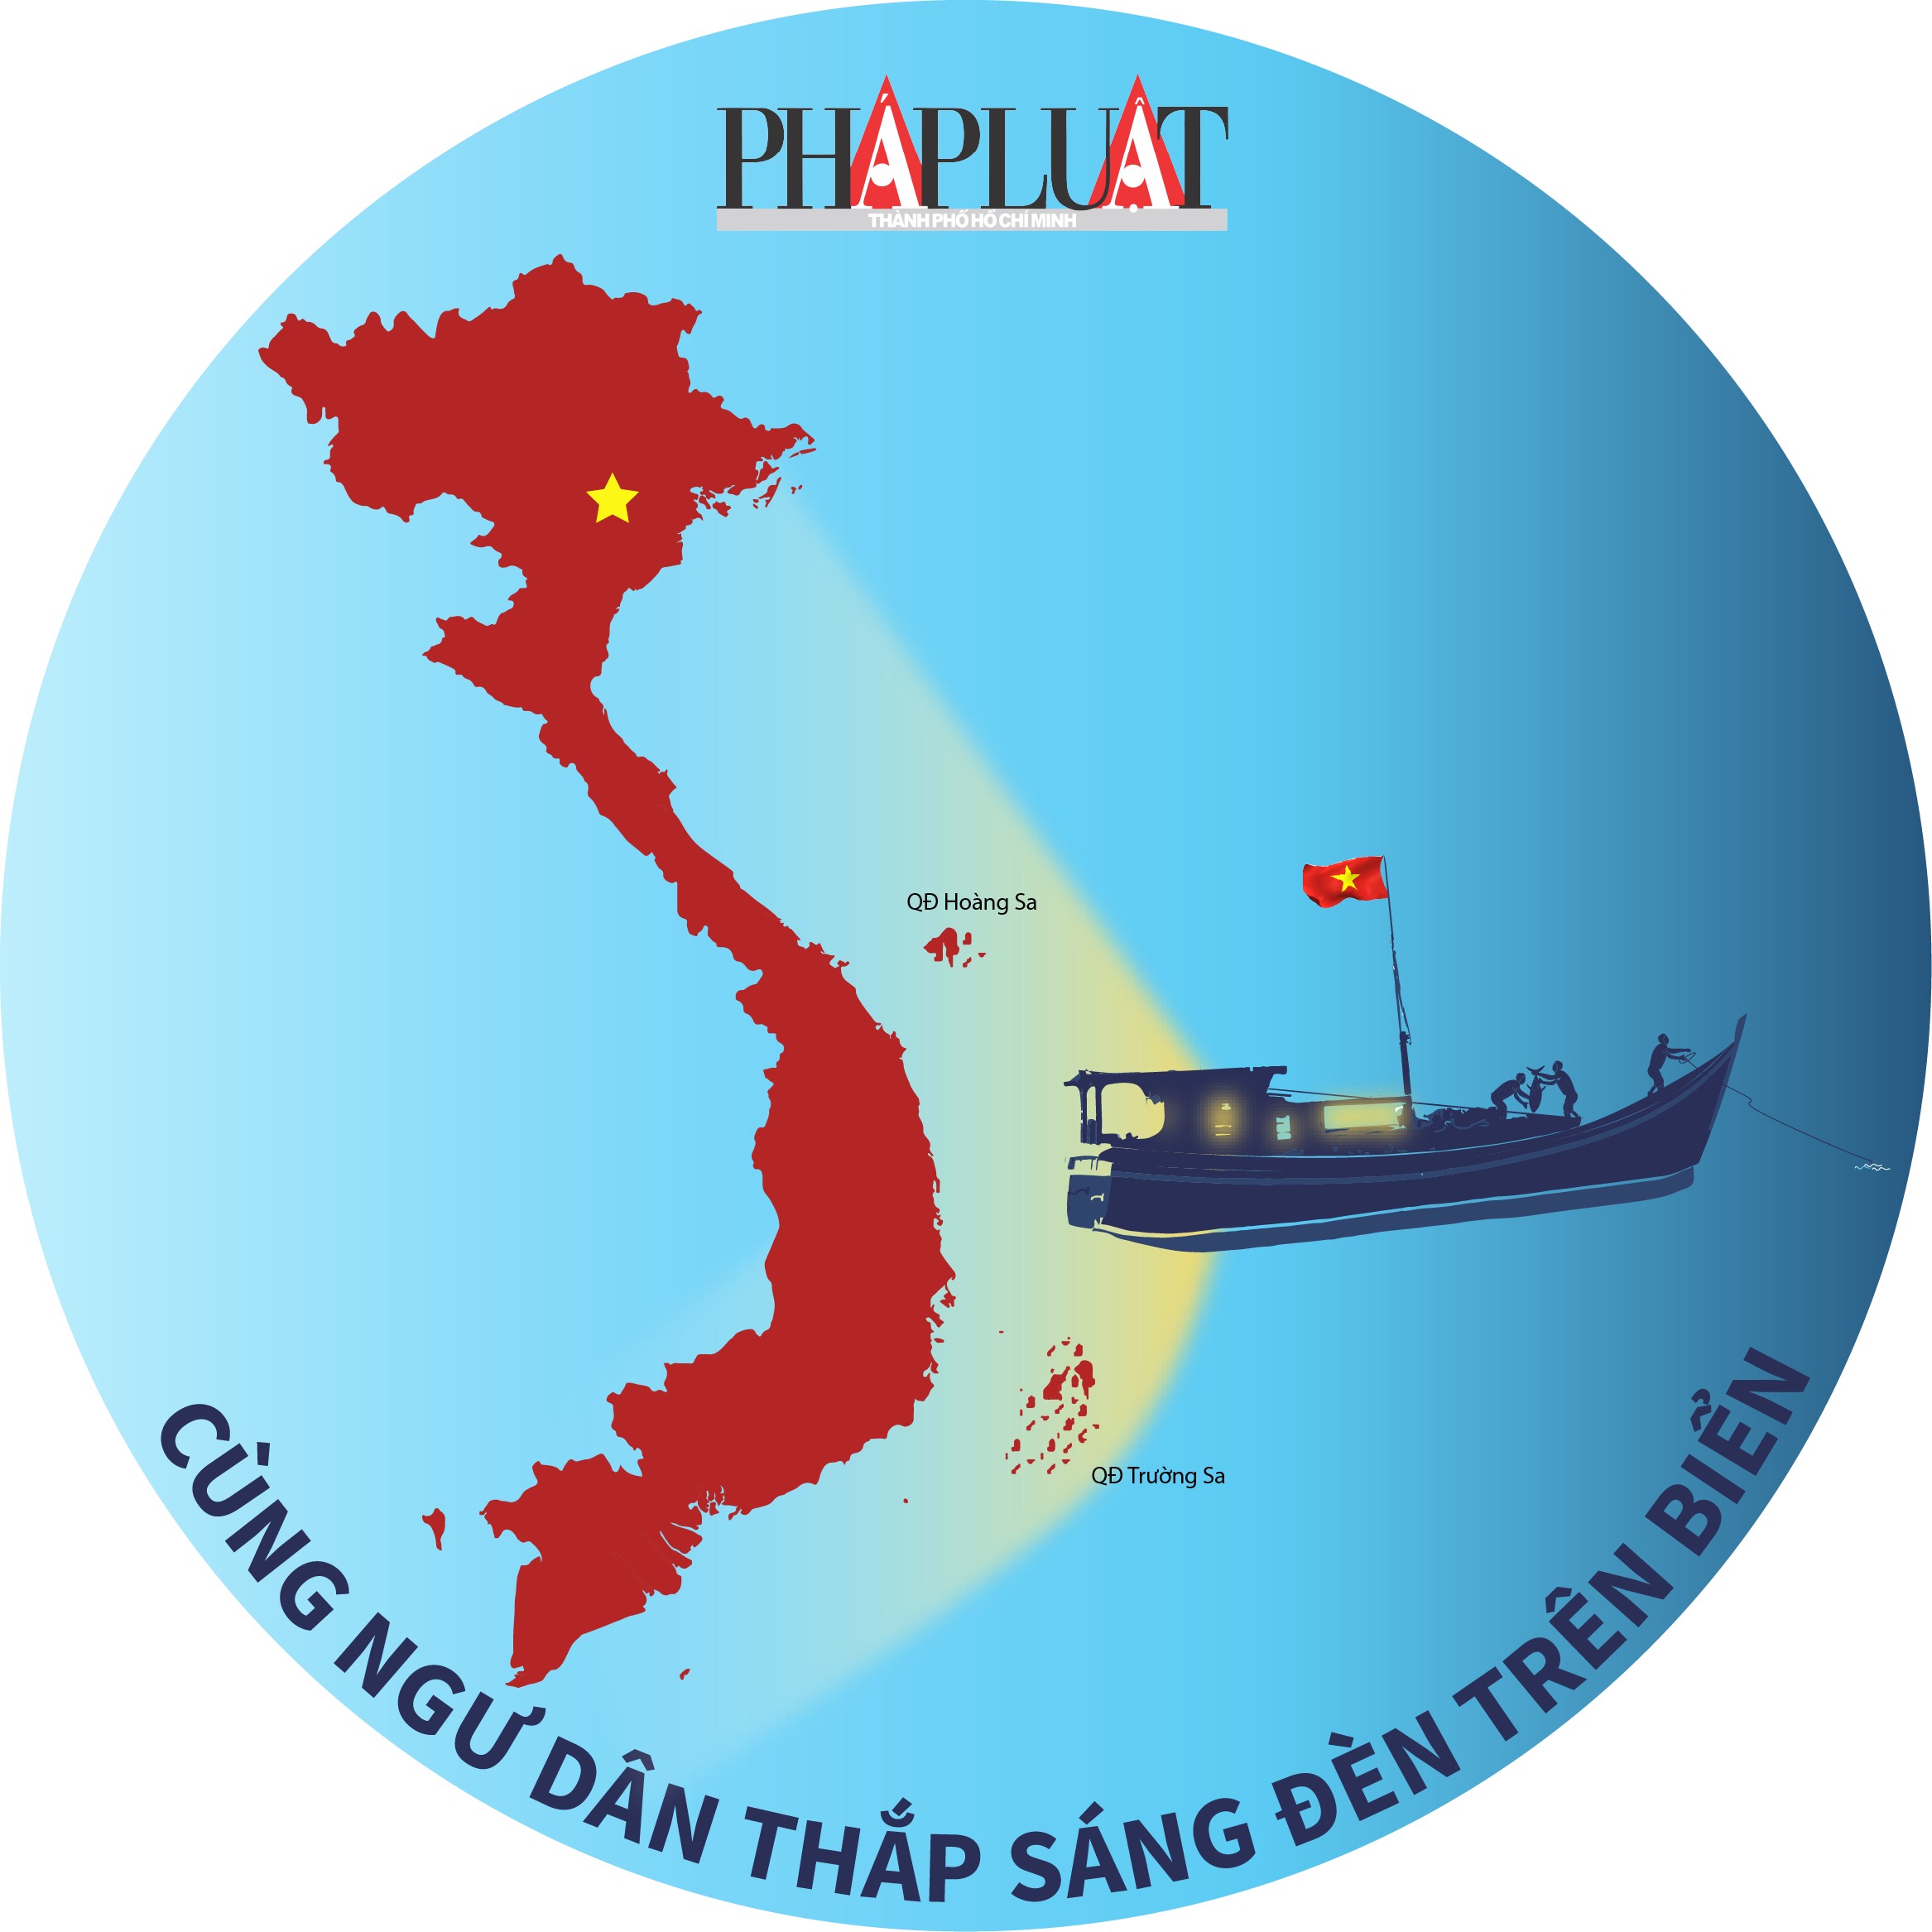 PHÁP LUẬT
THÀNH PHỐ HỒ CHÍ MINH
QĐ Hoàng Sa
QĐ Trường Sa
CÙNG NGƯ DÂN THẮP SÁNG ĐÈN TRÊN BIỂN